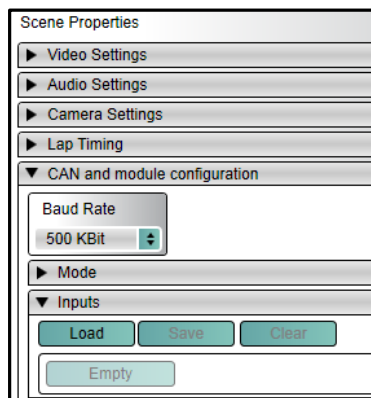 Scene Properties
Video Settings
Audio Settings
Camera Settings
Lap Timing
CAN and module configuration
Baud Rate
500 KBit
Mode
Inputs
Load Save Clear
Empty